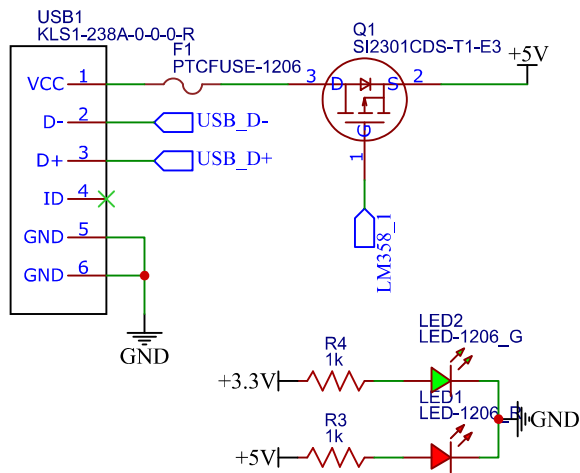 USB1
KLS1-238A-0-0-0-R
F1
PTCFUSE-1206
Q1
SI2301CDS-T1-E3
+5V
VCC 1
3 D S 2
D- 2 USB_D-
G
D+ 3 USB_D+
1
ID 4
GND 5
LM358_1
GND 6
GND
LED2
LED-1206_G
R4
1k
+3.3V
LED1
LED-1206_R
GND
R3
1k
+5V